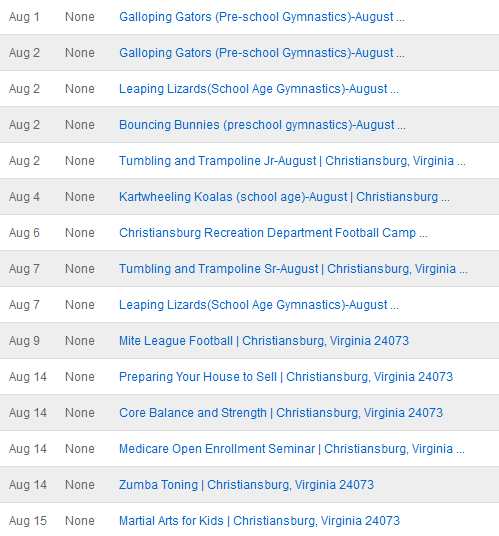 Aug 1 None Galloping Gators (Pre-school Gymnastics)-August ...
Aug 2 None Galloping Gators (Pre-school Gymnastics)-August ...
Aug 2 None Leaping Lizards(School Age Gymnastics)-August ...
Aug 2 None Bouncing Bunnies (preschool gymnastics)-August ...
Aug 2 None Tumbling and Trampoline Jr-August | Christiansburg, Virginia ...
Aug 4 None Kartwheeling Koalas (school age)-August | Christiansburg ...
Aug 6 None Christiansburg Recreation Department Football Camp ...
Aug 7 None Tumbling and Trampoline Sr-August | Christiansburg, Virginia ...
Aug 7 None Leaping Lizards(School Age Gymnastics)-August ...
Aug 9 None Mite League Football | Christiansburg, Virginia 24073
Aug 14 None Preparing Your House to Sell | Christiansburg, Virginia 24073
Aug 14 None Core Balance and Strength | Christiansburg, Virginia 24073
Aug 14 None Medicare Open Enrollment Seminar | Christiansburg, Virginia ...
Aug 14 None Zumba Toning | Christiansburg, Virginia 24073
Aug 15 None Martial Arts for Kids | Christiansburg, Virginia 24073